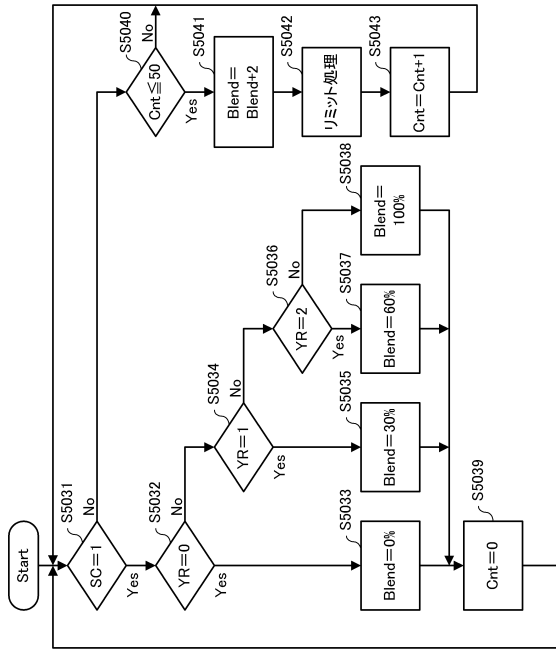 Start
S5031
SC=1
Yes
No
S5032
YR=0
Yes
No
S5033
Blend=0%
S5034
YR=1
Yes
No
S5035
Blend=30%
S5036
YR=2
Yes
No
S5037
Blend=60%
S5038
Blend=
100%
S5039
Cnt=0
S5040
Cnt≦50
Yes
No
S5041
Blend=
Blend+2
S5042
リミット処理
S5043
Cnt=Cnt+1